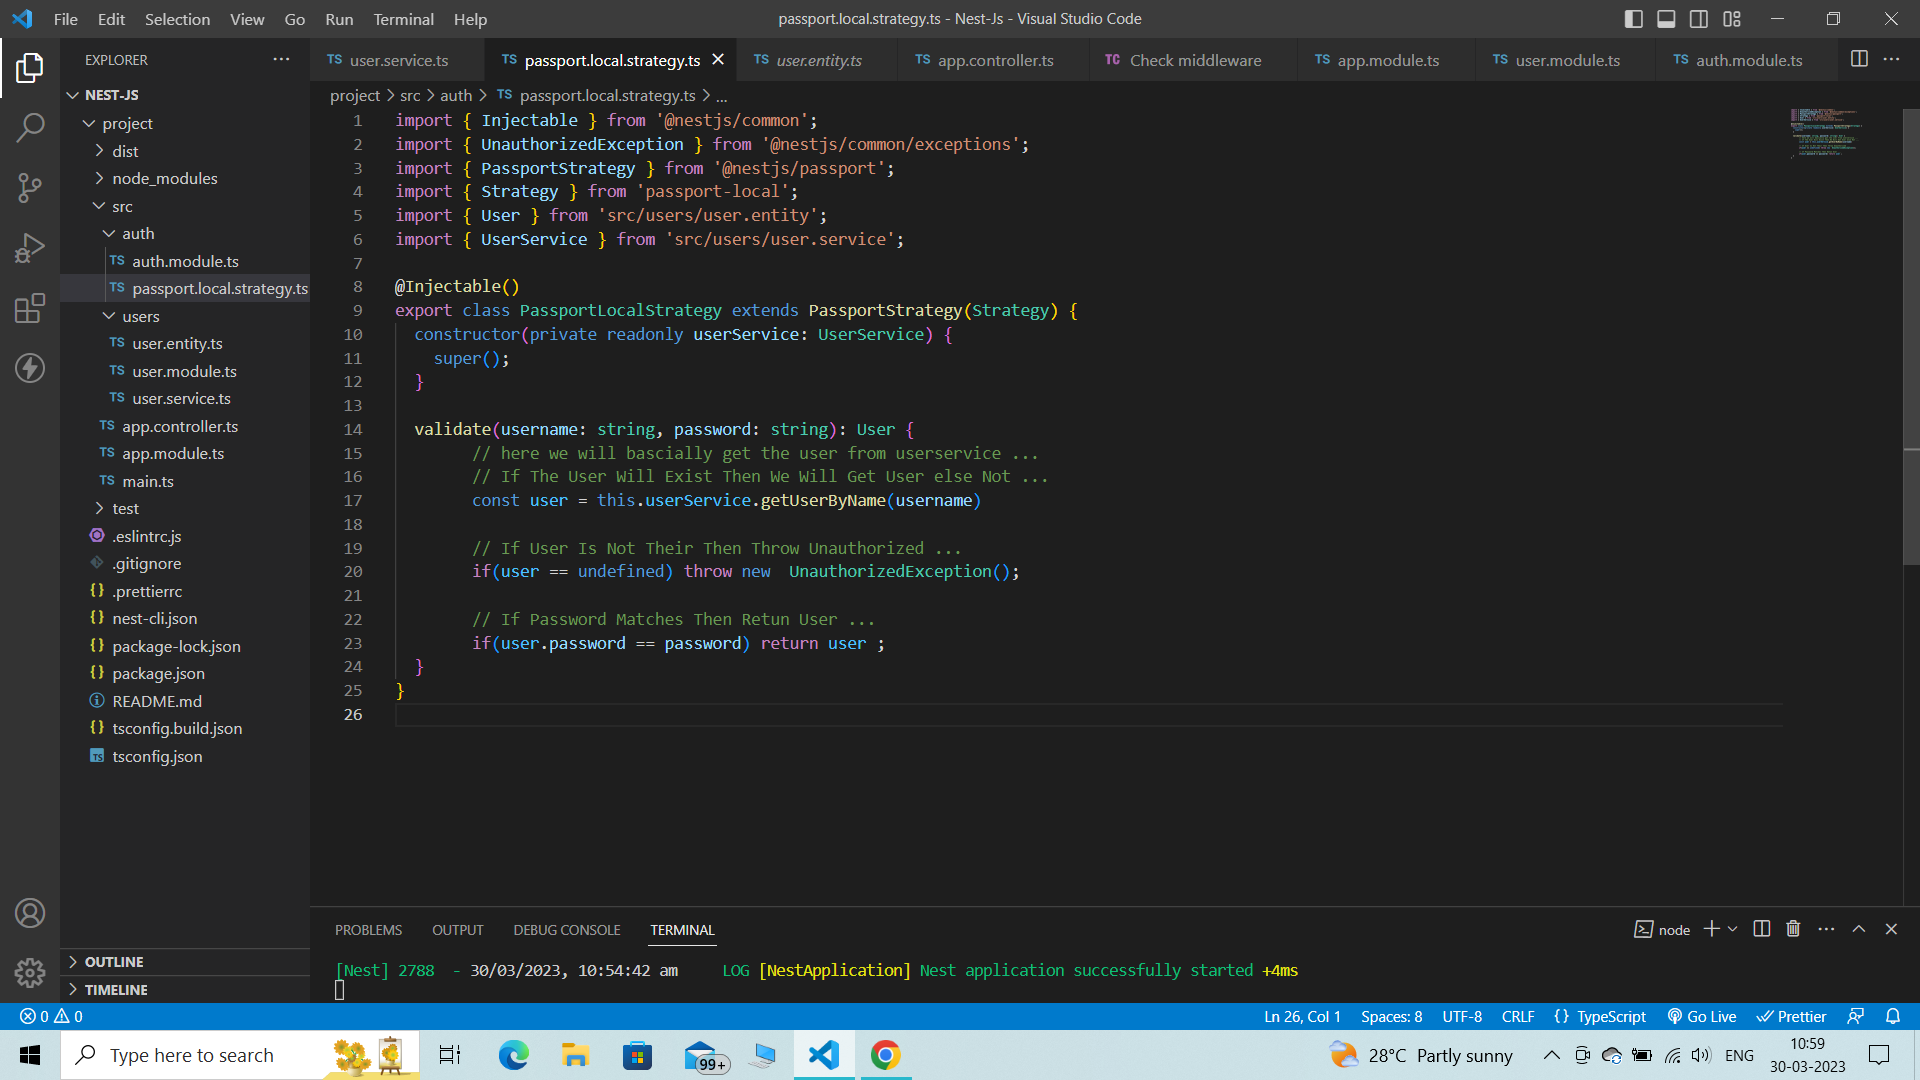 File Edit Selection View Go Run Terminal Help
passport.local.strategy.ts - Nest-Js - Visual Studio Code
EXPLORER
TS user.service.ts
TS passport.local.strategy.ts
TS user.entity.ts
TS app.controller.ts
TC Check middleware
TS app.module.ts
TS user.module.ts
TS auth.module.ts
NEST-JS
project
dist
node_modules
src
auth
TS auth.module.ts
TS passport.local.strategy.ts
users
TS user.entity.ts
TS user.module.ts
TS user.service.ts
TS app.controller.ts
TS app.module.ts
TS main.ts
test
.eslintrc.js
.gitignore
{} .prettierrc
{} nest-cli.json
{} package-lock.json
{} package.json
README.md
{} tsconfig.build.json
TS tsconfig.json
OUTLINE
TIMELINE
project > src > auth > TS passport.local.strategy.ts > ...
1 import { Injectable } from '@nestjs/common';
2 import { UnauthorizedException } from '@nestjs/common/exceptions';
3 import { PassportStrategy } from '@nestjs/passport';
4 import { Strategy } from 'passport-local';
5 import { User } from 'src/users/user.entity';
6 import { UserService } from 'src/users/user.service';
7
8 @Injectable()
9 export class PassportLocalStrategy extends PassportStrategy(Strategy) {
10 constructor(private readonly userService: UserService) {
11 super();
12 }
13
14 validate(username: string, password: string): User {
15 // here we will bascially get the user from userservice ...
16 // If The User Will Exist Then We Will Get User else Not ...
17 const user = this.userService.getUserByName(username)
18
19 // If User Is Not Their Then Throw Unauthorized ...
20 if(user == undefined) throw new  UnauthorizedException();
21
22 // If Password Matches Then Retun User ...
23 if(user.password == password) return user ;
24 }
25 }
26
PROBLEMS OUTPUT DEBUG CONSOLE TERMINAL
node
[Nest] 2788  - 30/03/2023, 10:54:42 am     LOG [NestApplication] Nest application successfully started +4ms
0 0
Ln 26, Col 1 Spaces: 8 UTF-8 CRLF {} TypeScript Go Live Prettier
Type here to search
99+
28°C Partly sunny
ENG
10:59
30-03-2023